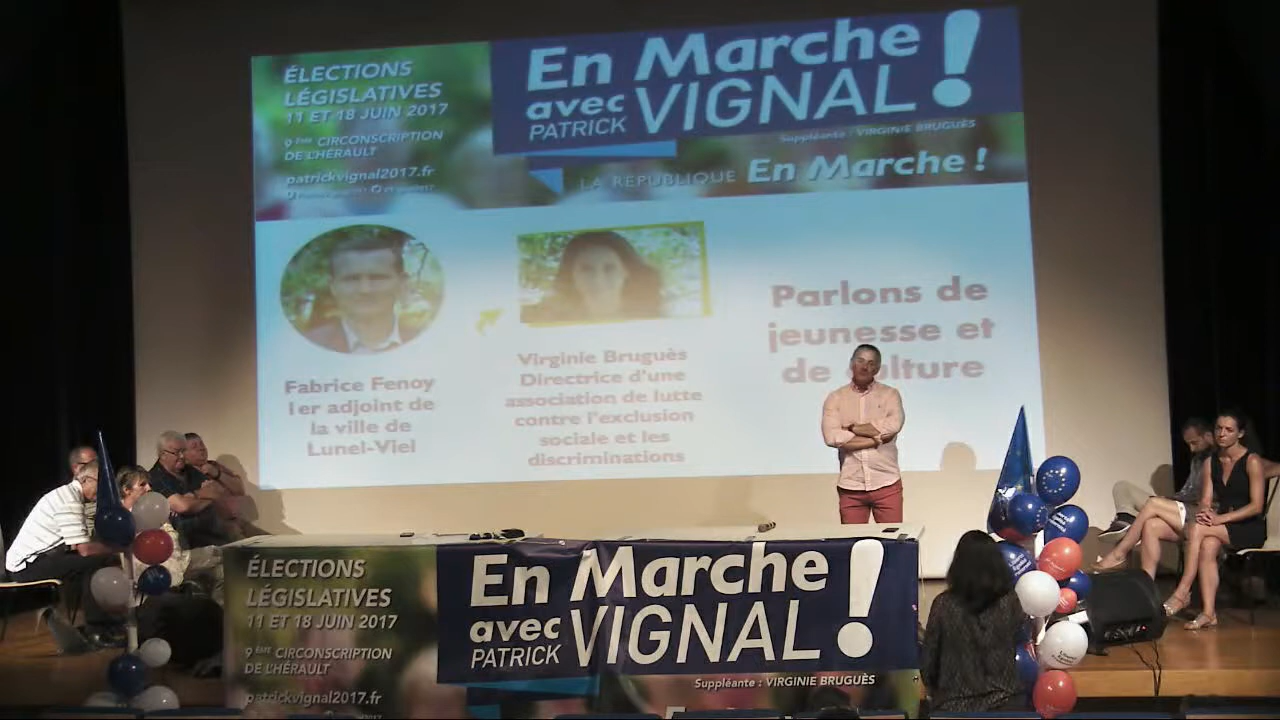 ÉLECTIONS
LÉGISLATIVES
11 ET 18 JUIN 2017
9ÈME CIRCONSCRIPTION
DE L'HÉRAULT
patrickvignal2017.fr
En Marche !
avec
PATRICK
VIGNAL
Suppléante : VIRGINIE BRUGUÈS
LA RÉPUBLIQUE En Marche !
Fabrice Fenoy
1er adjoint de
la ville de
Lunel-Viel
Virginie Bruguès
Directrice d'une
association de lutte
contre l'exclusion
sociale et les
discriminations
Parlons de
jeunesse et
de
ÉLECTIONS
LÉGISLATIVES
11 ET 18 JUIN 2017
9ÈME CIRCONSCRIPTION
DE L'HÉRAULT
patrickvignal2017.fr
En Marche !
avec
PATRICK
VIGNAL
Suppléante : VIRGINIE BRUGUÈS